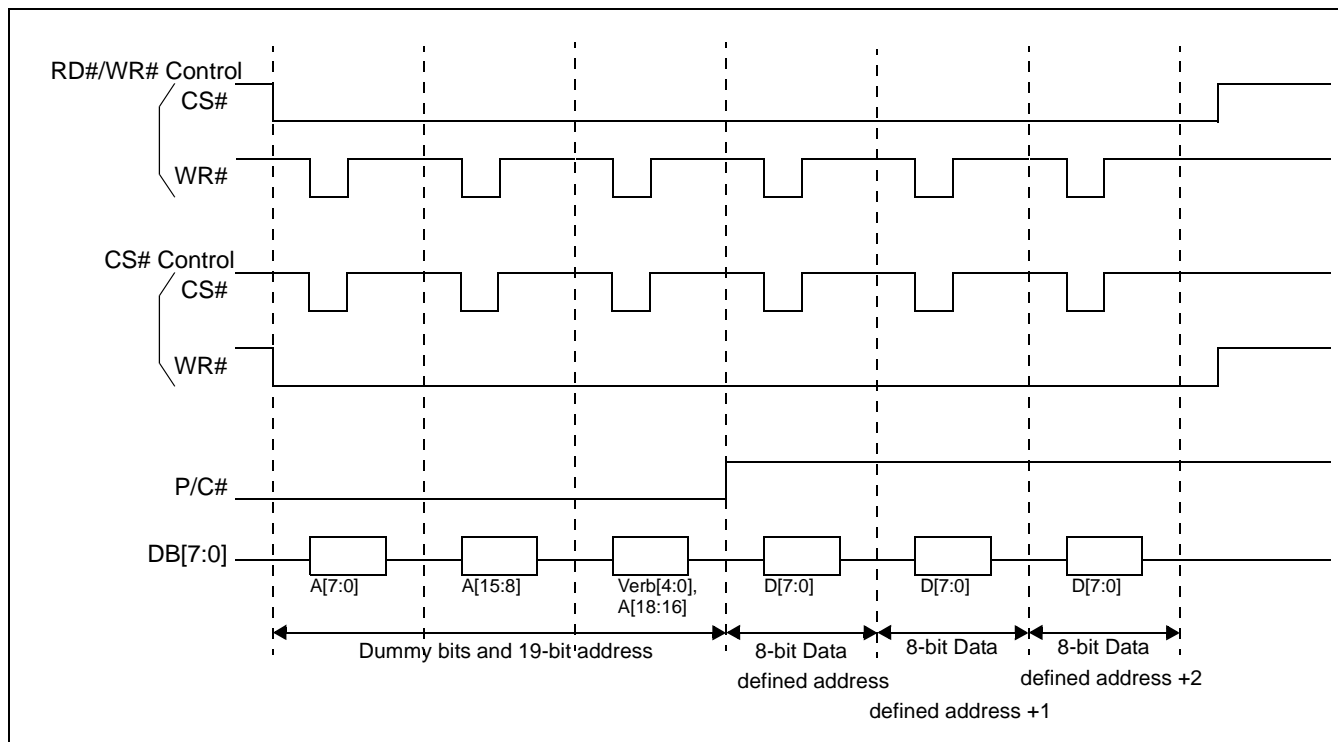 RD#/WR# Control
CS#
WR#
CS# Control
CS#
WR#
P/C#
DB[7:0]
A[7:0]
A[15:8]
Verb[4:0],
A[18:16]
D[7:0]
D[7:0]
D[7:0]
Dummy bits and 19-bit address
8-bit Data
8-bit Data
8-bit Data
defined address
defined address +1
defined address +2